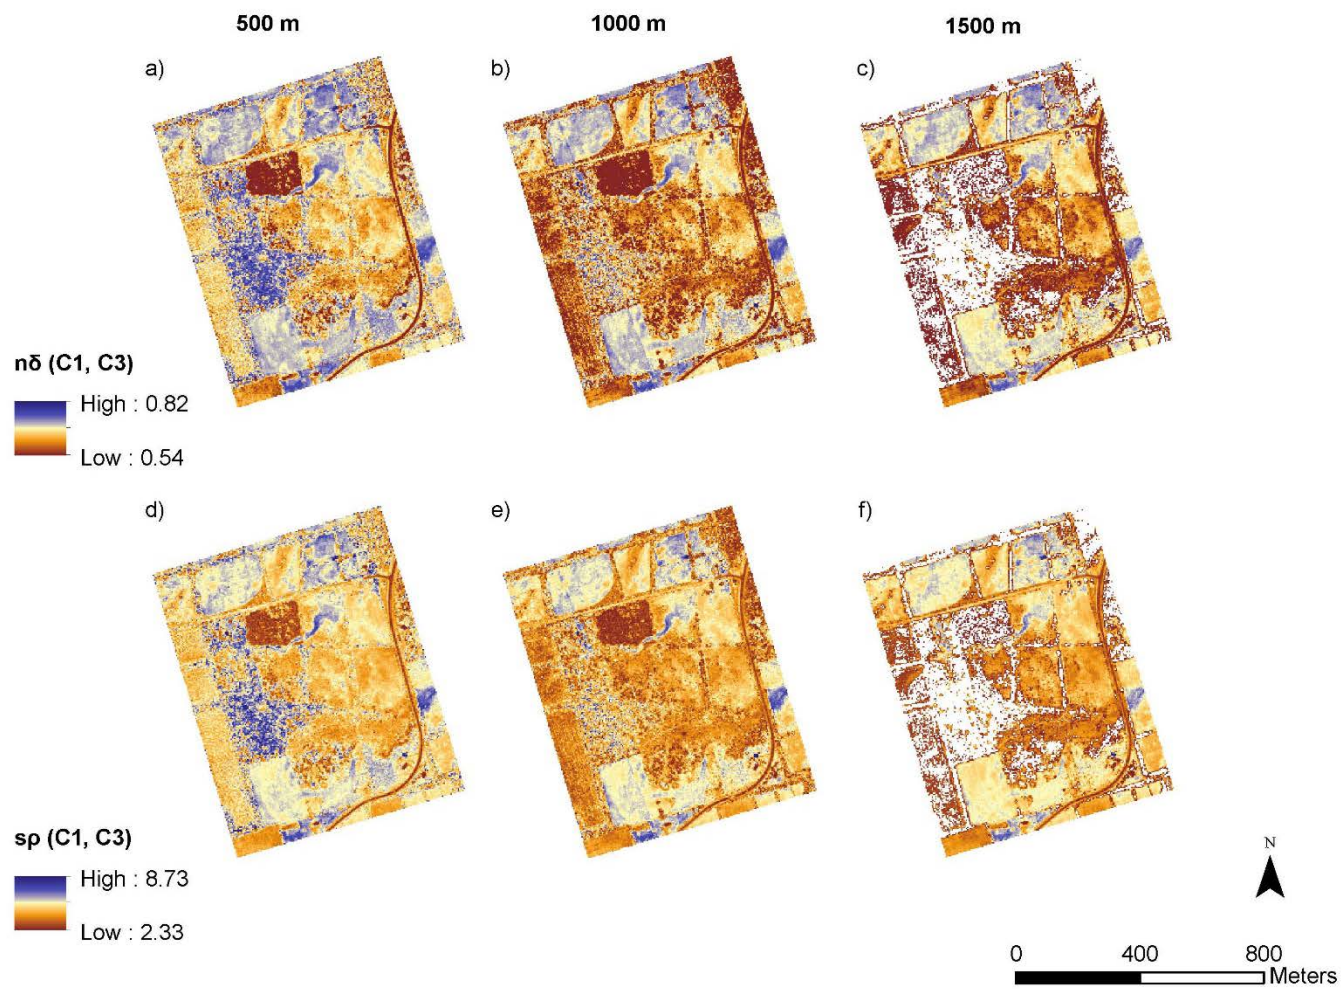 500 m
1000 m
1500 m
a)
b)
c)
nδ (C1, C3)
High : 0.82
Low : 0.54
d)
e)
f)
sρ (C1, C3)
High : 8.73
Low : 2.33
N
0 400 800
Meters